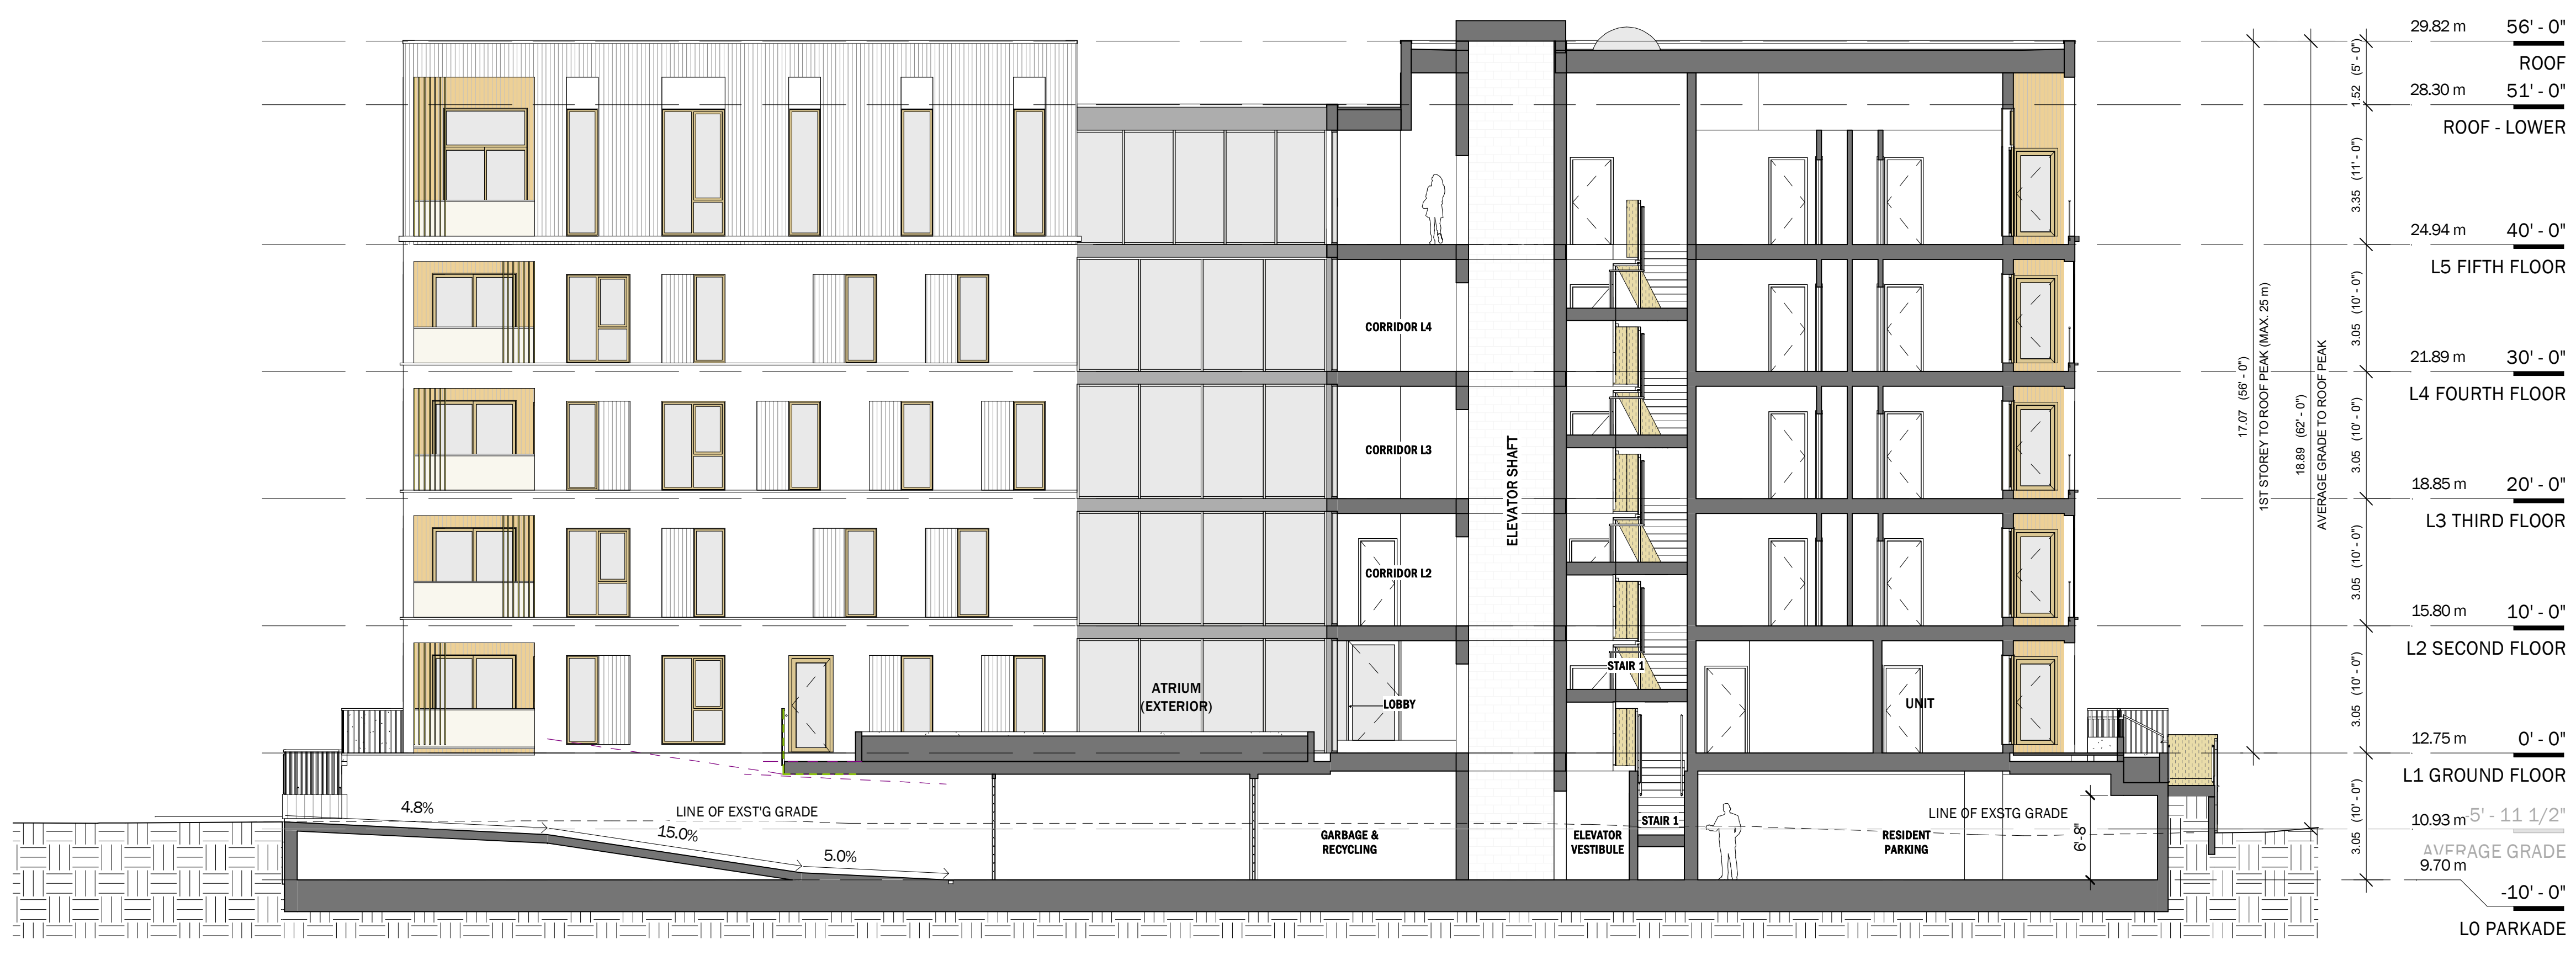 29.82 m 56' - 0"
ROOF
1.52 (5' - 0")
28.30 m 51' - 0"
ROOF - LOWER
3.35 (11' - 0")
24.94 m 40' - 0"
L5 FIFTH FLOOR
3.05 (10' - 0")
21.89 m 30' - 0"
L4 FOURTH FLOOR
3.05 (10' - 0")
18.85 m 20' - 0"
L3 THIRD FLOOR
3.05 (10' - 0")
15.80 m 10' - 0"
L2 SECOND FLOOR
3.05 (10' - 0")
12.75 m 0' - 0"
L1 GROUND FLOOR
3.05 (10' - 0")
10.93 m -5' - 11 1/2"
AVERAGE GRADE
9.70 m
-10' - 0"
L0 PARKADE
17.07 (56' - 0")
1ST STOREY TO ROOF PEAK (MAX. 25 m)
18.89 (62' - 0")
AVERAGE GRADE TO ROOF PEAK
CORRIDOR L4
CORRIDOR L3
ELEVATOR SHAFT
CORRIDOR L2
STAIR 1
ATRIUM
(EXTERIOR)
LOBBY
UNIT
4.8%
LINE OF EXST'G GRADE
15.0%
5.0%
GARBAGE &
RECYCLING
ELEVATOR
VESTIBULE
STAIR 1
LINE OF EXSTG GRADE
RESIDENT
PARKING
6'-8"